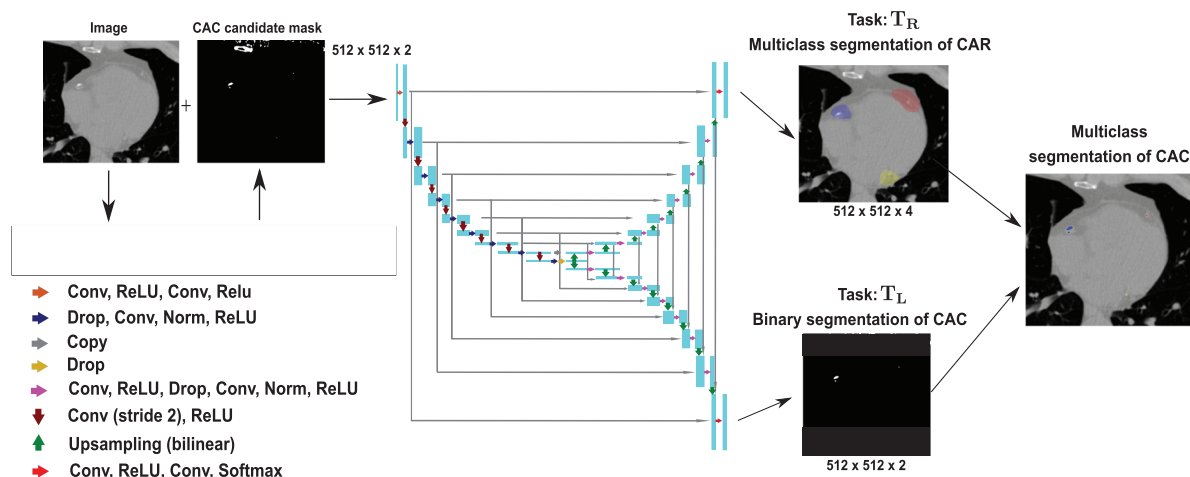 Image
CAC candidate mask
512 x 512 x 2
+
Task: T_R
Multiclass segmentation of CAR
512 x 512 x 4
Multiclass
segmentation of CAC
Task: T_L
Binary segmentation of CAC
512 x 512 x 2
Conv, ReLU, Conv, Relu
Drop, Conv, Norm, ReLU
Copy
Drop
Conv, ReLU, Drop, Conv, Norm, ReLU
Conv (stride 2), ReLU
Upsampling (bilinear)
Conv, ReLU, Conv, Softmax